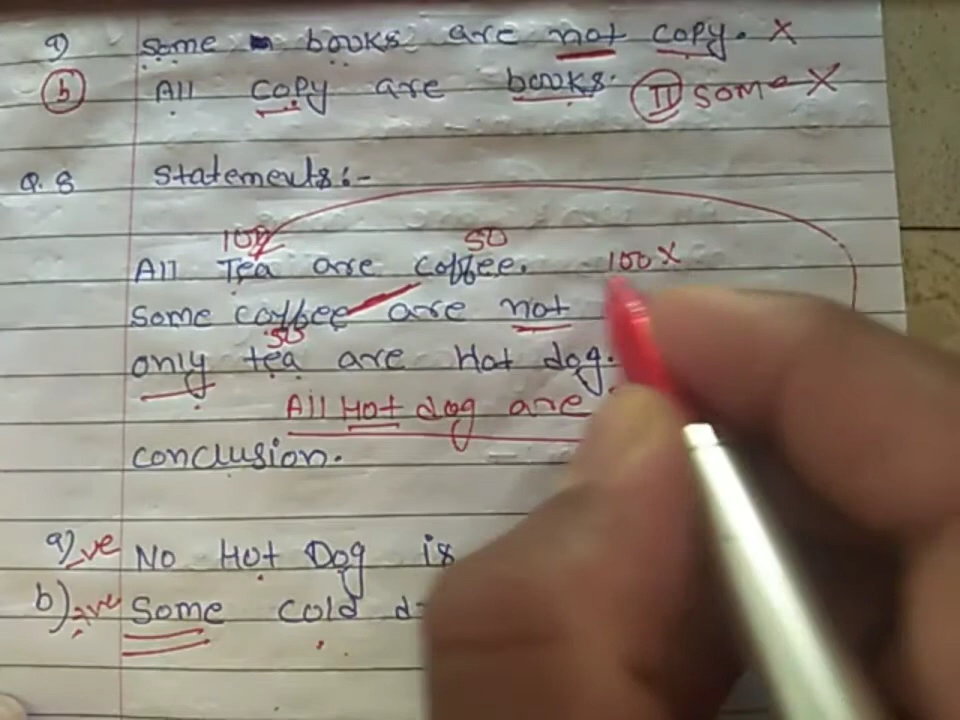 a) some books are not copy. X
b) All copy are books. II some X
Q. 8 Statements:-
100 50
All Tea are coffee. 100 X
Some coffee are not
50
only tea are Hot dog.
All Hot dog are
conclusion.
a) -ve No Hot Dog is
b) +ve Some cold